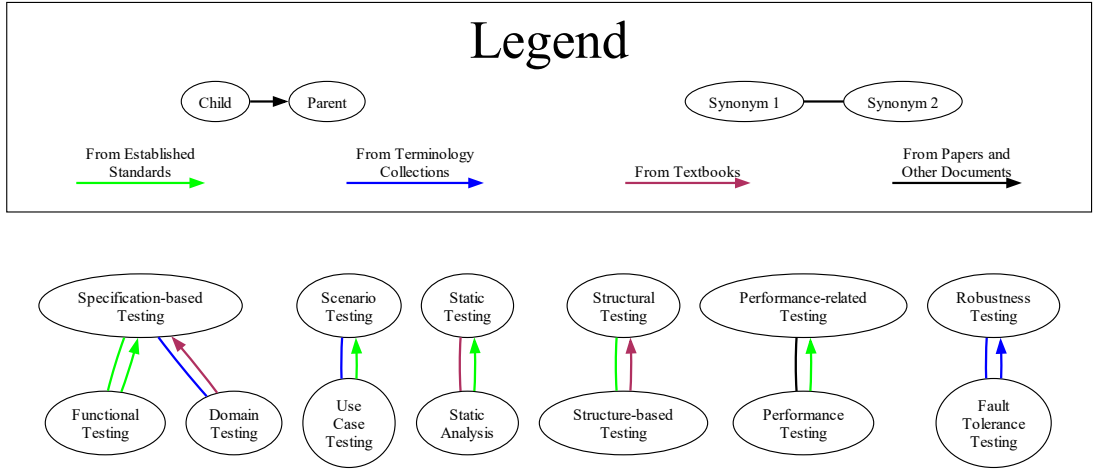 Legend
Child
Parent
Synonym 1
Synonym 2
From Established
Standards
From Terminology
Collections
From Textbooks
From Papers and
Other Documents
Specification-based
Testing
Scenario
Testing
Static
Testing
Structural
Testing
Performance-related
Testing
Robustness
Testing
Functional
Testing
Domain
Testing
Use
Case
Testing
Static
Analysis
Structure-based
Testing
Performance
Testing
Fault
Tolerance
Testing